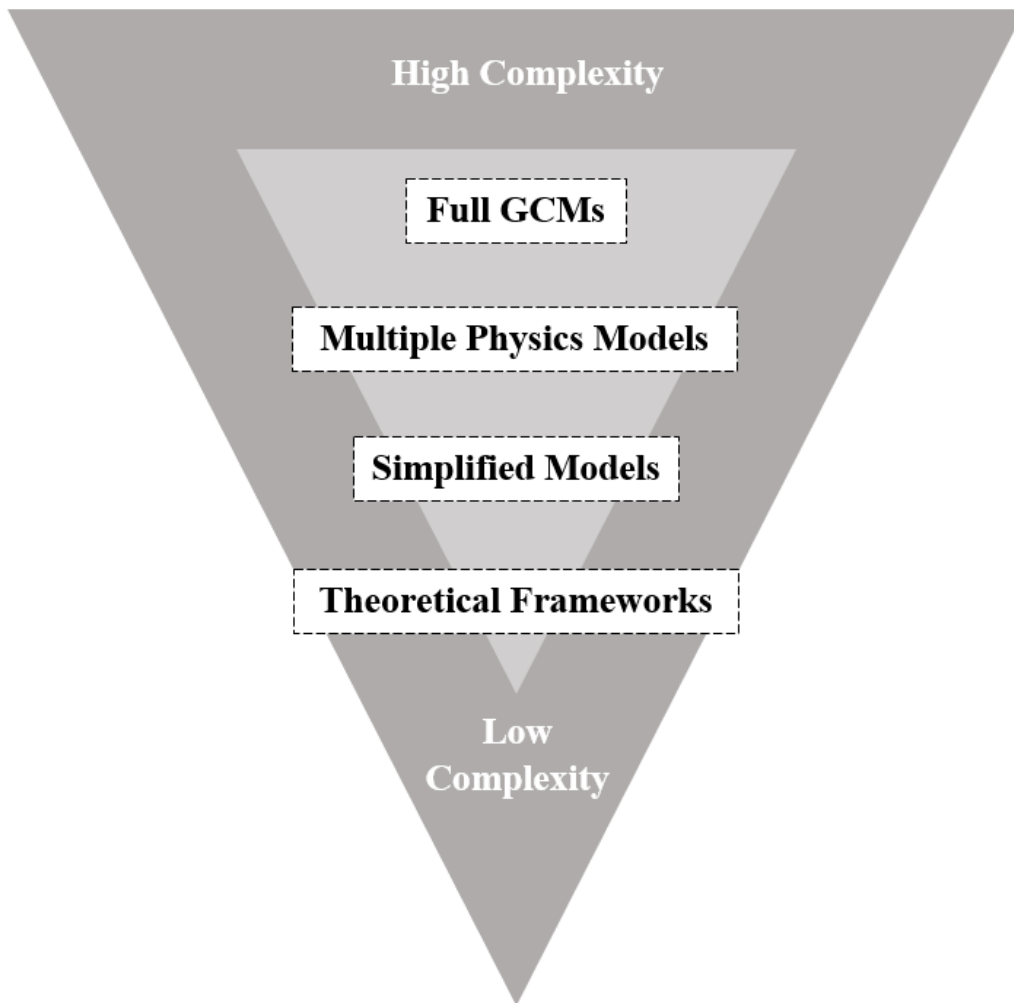 High Complexity
Full GCMs
Multiple Physics Models
Simplified Models
Theoretical Frameworks
Low
Complexity